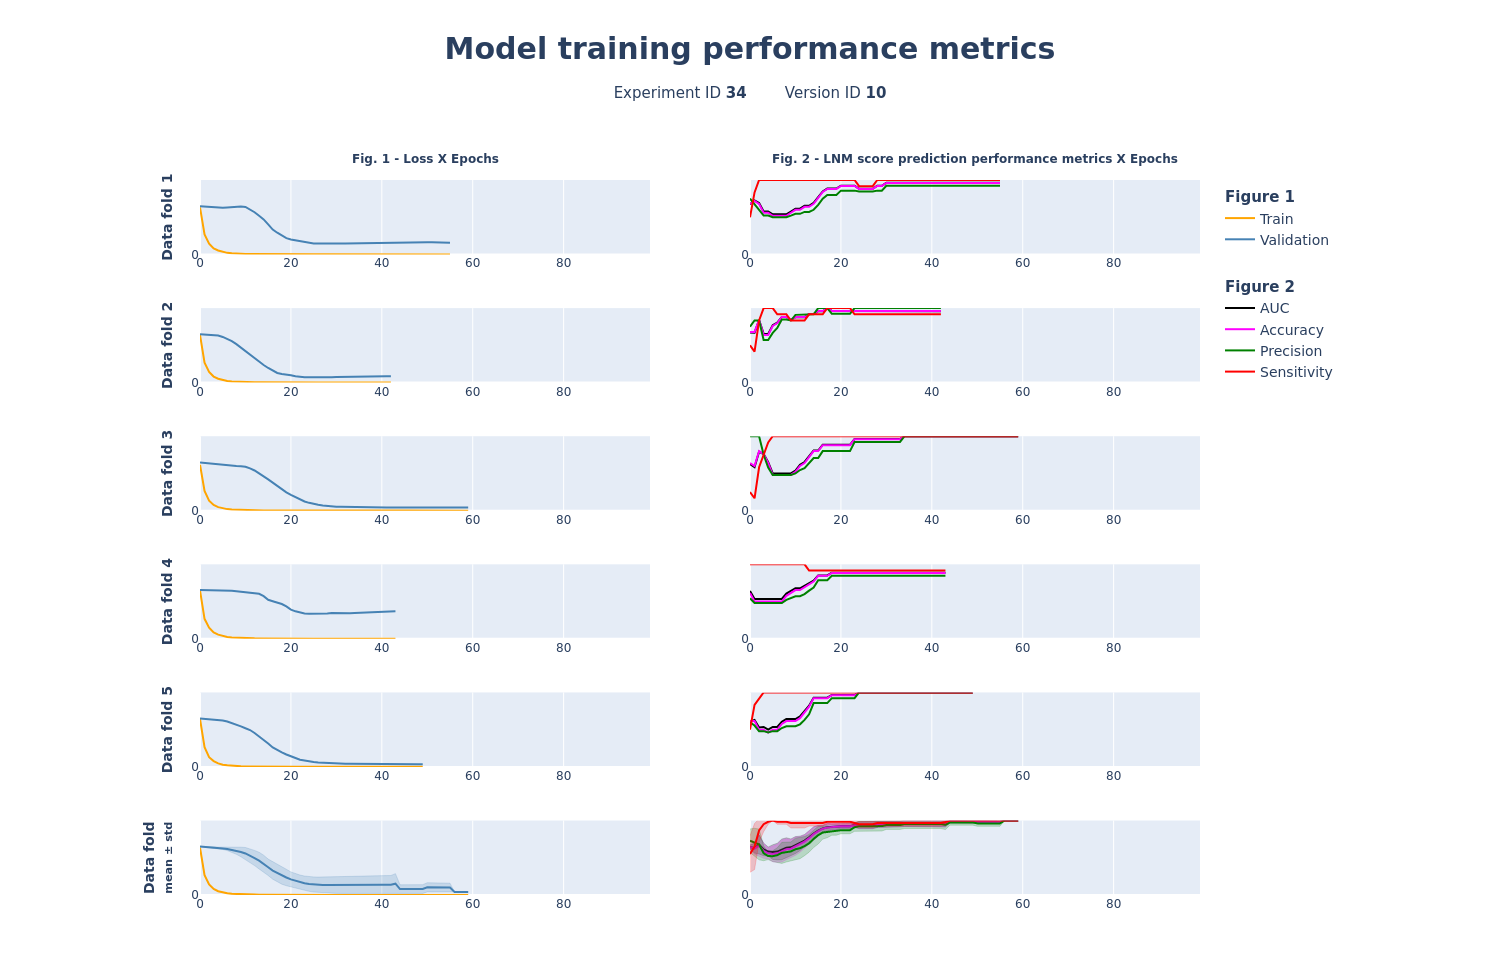 Model training performance metrics
Experiment ID 34 Version ID 10
Fig. 1 - Loss X Epochs
Fig. 2 - LNM score prediction performance metrics X Epochs
Data fold 1
0
0 20 40 60 80
0
0 20 40 60 80
Figure 1
Train
Validation
Figure 2
AUC
Accuracy
Precision
Sensitivity
Data fold 2
0
0 20 40 60 80
0
0 20 40 60 80
Data fold 3
0
0 20 40 60 80
0
0 20 40 60 80
Data fold 4
0
0 20 40 60 80
0
0 20 40 60 80
Data fold 5
0
0 20 40 60 80
0
0 20 40 60 80
Data fold
mean ± std
0
0 20 40 60 80
0
0 20 40 60 80